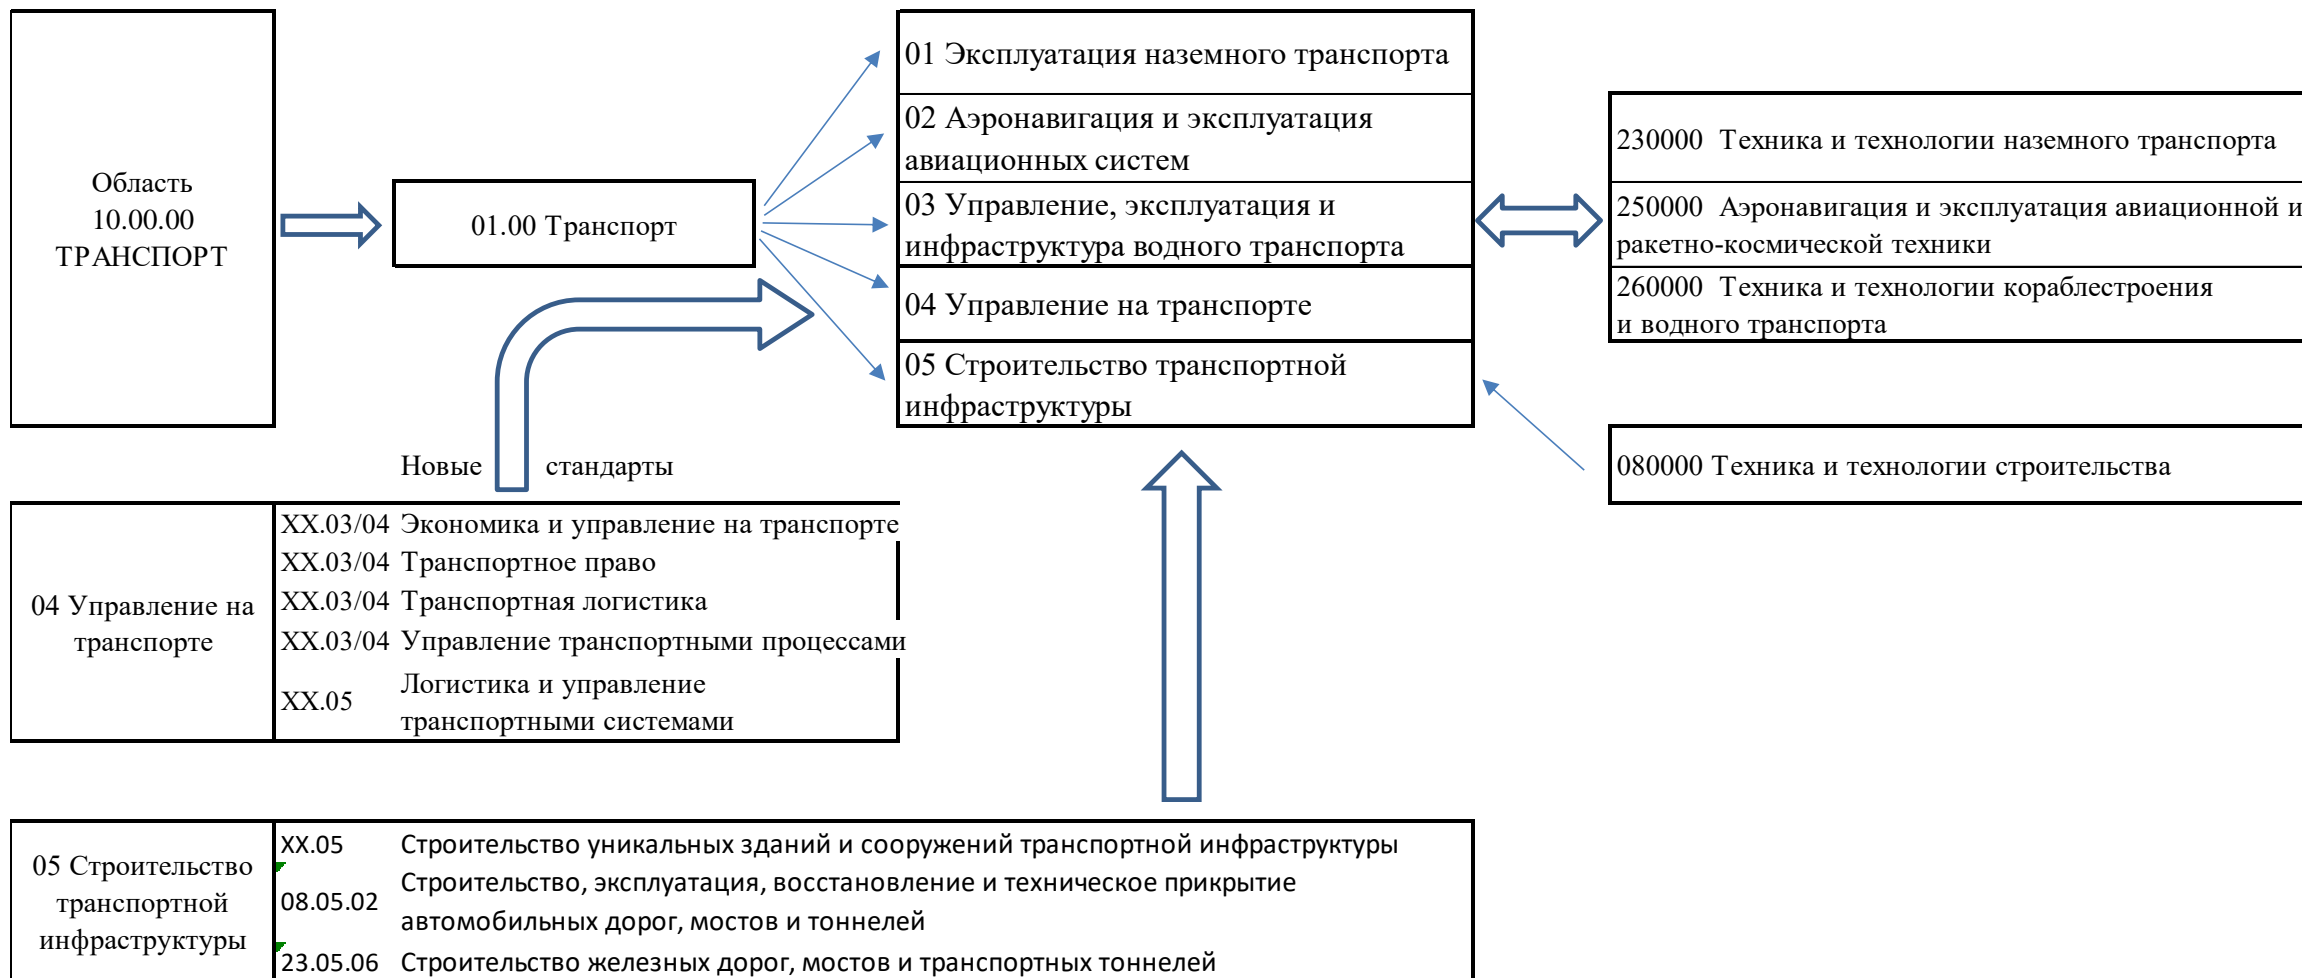 Область
10.00.00
ТРАНСПОРТ
01.00 Транспорт
01 Эксплуатация наземного транспорта
02 Аэронавигация и эксплуатация
авиационных систем
03 Управление, эксплуатация и
инфраструктура водного транспорта
04 Управление на транспорте
05 Строительство транспортной
инфраструктуры
230000 Техника и технологии наземного транспорта
250000 Аэронавигация и эксплуатация авиационной и
ракетно-космической техники
260000 Техника и технологии кораблестроения
и водного транспорта
080000 Техника и технологии строительства
Новые стандарты
04 Управление на
транспорте
XX.03/04 Экономика и управление на транспорте
XX.03/04 Транспортное право
XX.03/04 Транспортная логистика
XX.03/04 Управление транспортными процессами
XX.05 Логистика и управление
транспортными системами
05 Строительство
транспортной
инфраструктуры
XX.05 Строительство уникальных зданий и сооружений транспортной инфраструктуры
08.05.02 Строительство, эксплуатация, восстановление и техническое прикрытие
автомобильных дорог, мостов и тоннелей
23.05.06 Строительство железных дорог, мостов и транспортных тоннелей